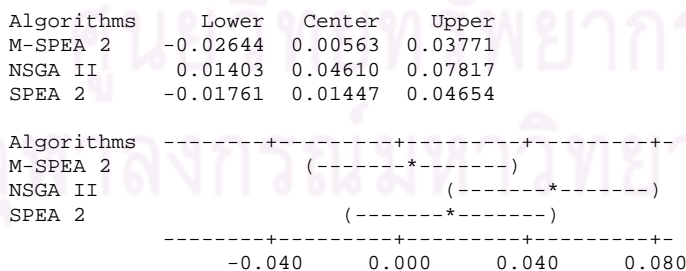 Algorithms     Lower   Center    Upper
M-SPEA 2    -0.02644  0.00563  0.03771
NSGA II      0.01403  0.04610  0.07817
SPEA 2      -0.01761  0.01447  0.04654
Algorithms  --------+---------+---------+---------+-
M-SPEA 2               (-------*-------)
NSGA II                           (-------*-------)
SPEA 2                    (-------*-------)
            --------+---------+---------+---------+-
                 -0.040     0.000     0.040     0.080